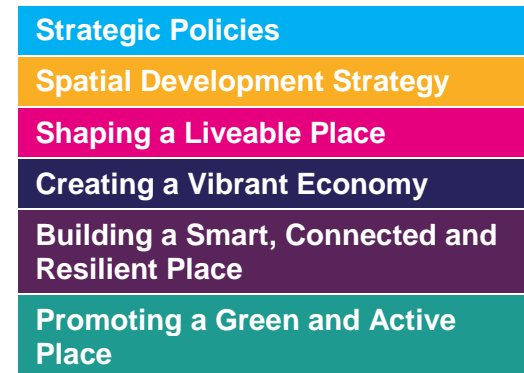 Strategic Policies
Spatial Development Strategy
Shaping a Liveable Place
Creating a Vibrant Economy
Building a Smart, Connected and
Resilient Place
Promoting a Green and Active
Place